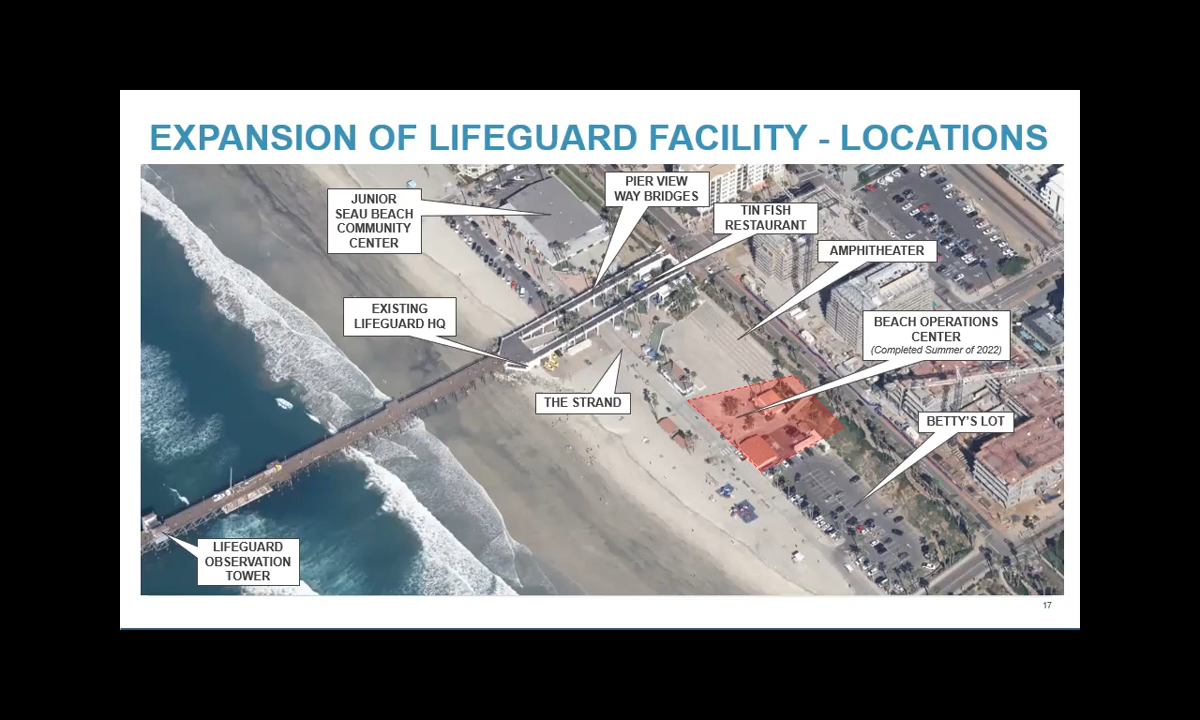 EXPANSION OF LIFEGUARD FACILITY - LOCATIONS
PIER VIEW
WAY BRIDGES
JUNIOR
SEAU BEACH
COMMUNITY
CENTER
TIN FISH
RESTAURANT
AMPHITHEATER
EXISTING
LIFEGUARD HQ
BEACH OPERATIONS
CENTER
(Completed Summer of 2022)
THE STRAND
BETTY'S LOT
LIFEGUARD
OBSERVATION
TOWER
17